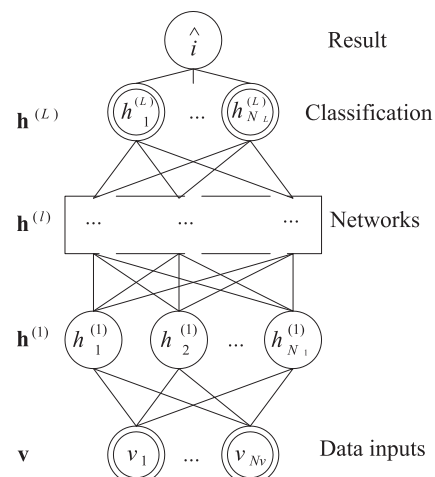 î Result
h^{(L)} h_1^{(L)} ... h_{N_L}^{(L)} Classification
h^{(l)} ... ... ... Networks
h^{(1)} h_1^{(1)} h_2^{(1)} ... h_{N_1}^{(1)}
v v_1 ... v_{Nv} Data inputs